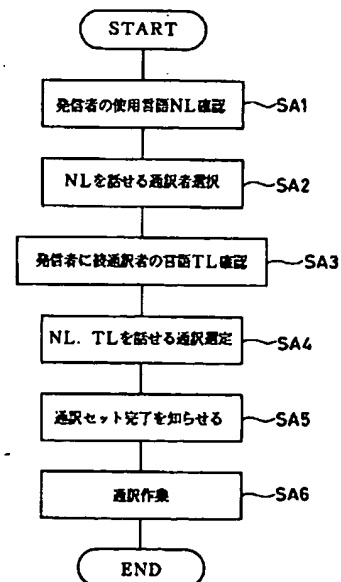 START
発信者の使用言語NL確認 SA1
NLを話せる通訳者選択 SA2
発信者に被通訳者の言語TL確認 SA3
NL．TLを話せる通訳選定 SA4
通訳セット完了を知らせる SA5
通訳作業 SA6
END